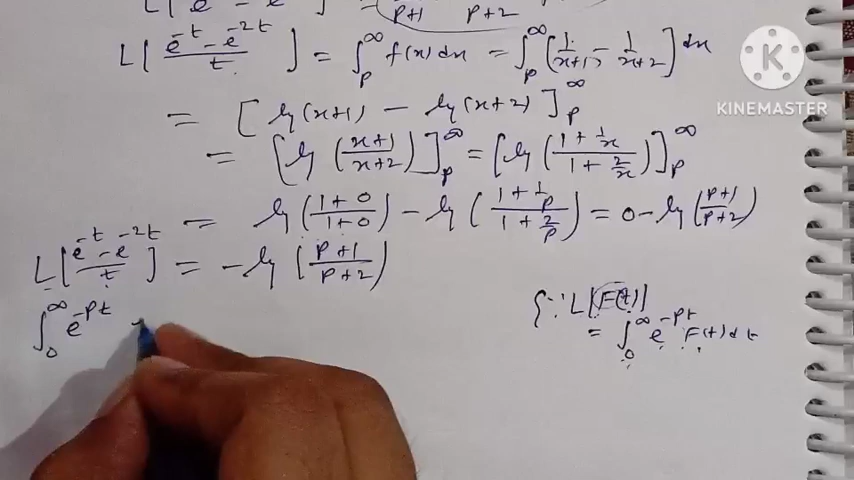 L[e - e ] = p+1 p+2
L[(e^{-t} - e^{-2t})/t] = ∫_p^∞ f(x) dx = ∫_p^∞ [1/(x+1) - 1/(x+2)] dx
= [log(x+1) - log(x+2)]_p^∞
= [log((x+1)/(x+2))]_p^∞ = [log((1 + 1/x)/(1 + 2/x))]_p^∞
= log((1+0)/(1+0)) - log((1 + 1/p)/(1 + 2/p)) = 0 - log((p+1)/(p+2))
L[(e^{-t} - e^{-2t})/t] = -log((p+1)/(p+2))
∫_0^∞ e^{-pt}
{∵ L[F(t)]
= ∫_0^∞ e^{-pt} F(t) dt
KINEMASTER